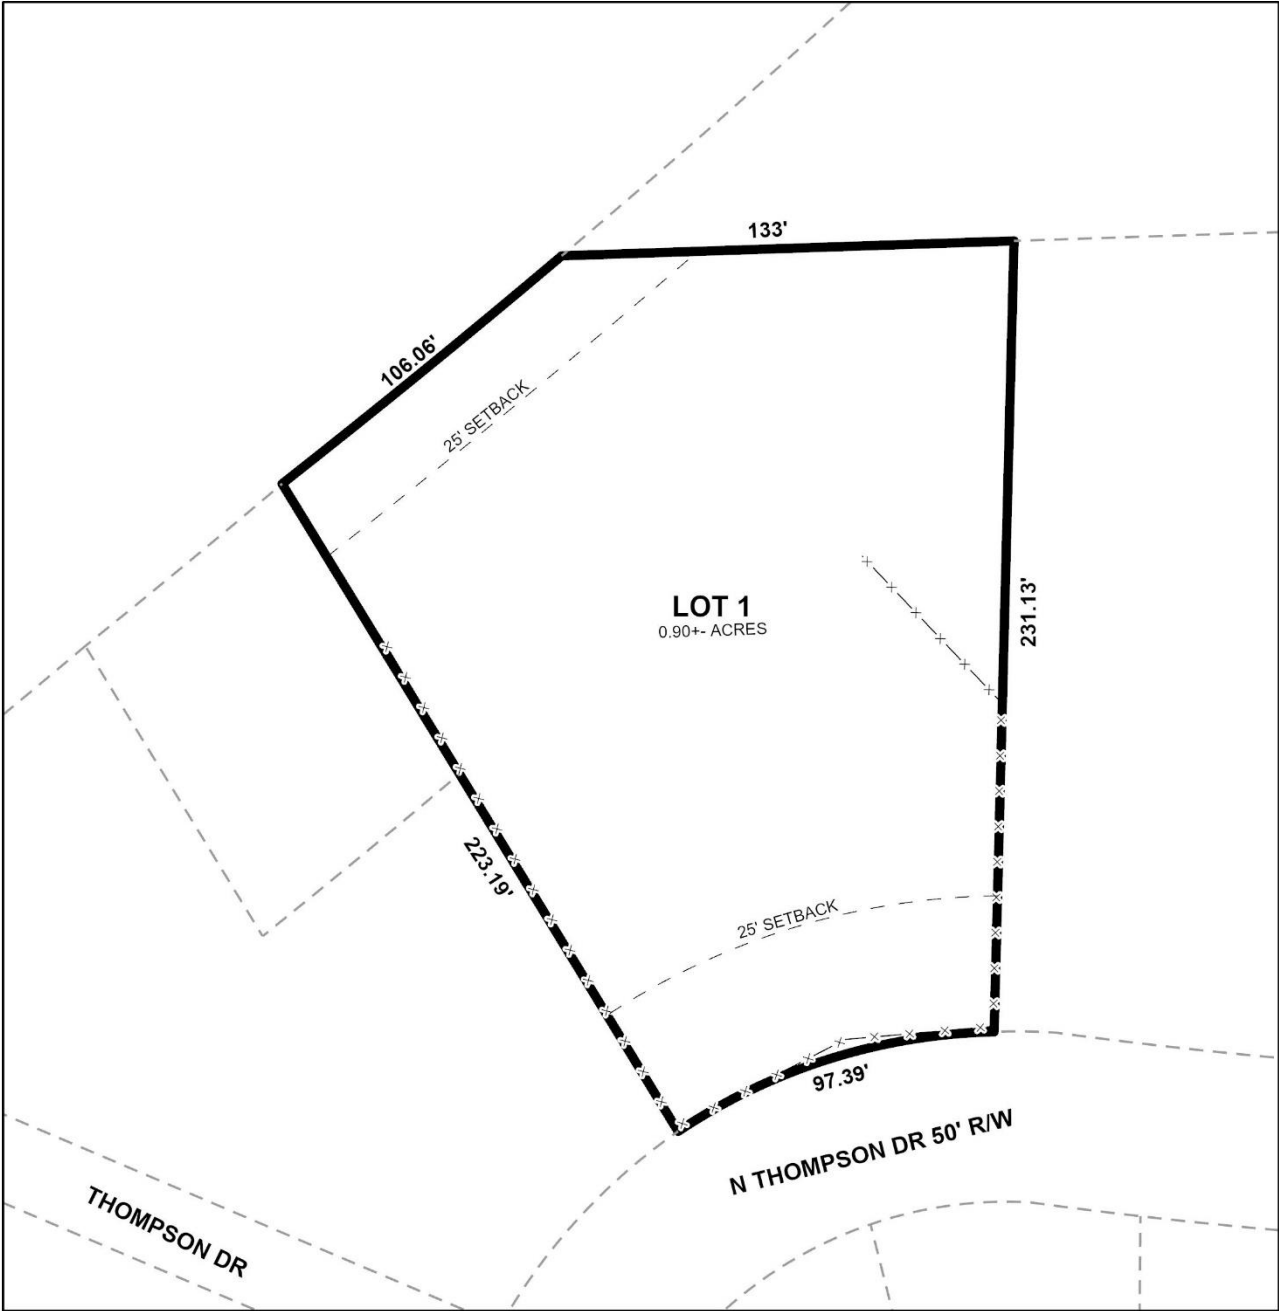 133'
106.06'
25' SETBACK
LOT 1
0.90+- ACRES
231.13'
223.19'
25' SETBACK
97.39'
N THOMPSON DR 50' R/W
THOMPSON DR